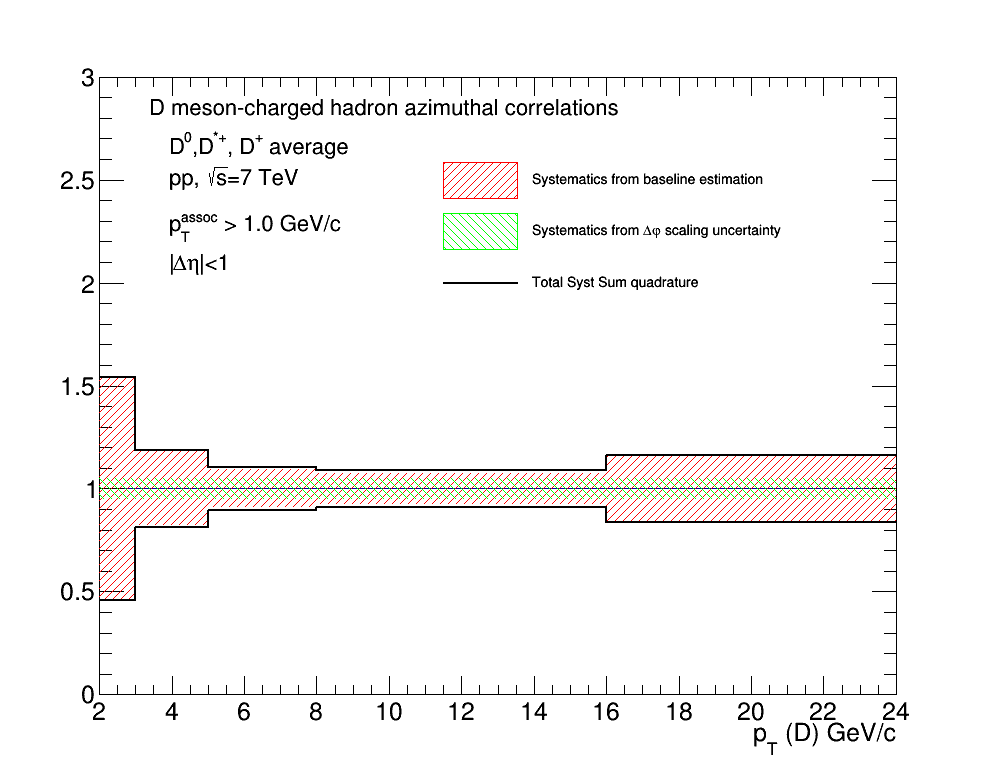 D meson-charged hadron azimuthal correlations
D⁰,D*⁺, D⁺ average
pp, √s=7 TeV
p_T^assoc > 1.0 GeV/c
|Δη|<1
Systematics from baseline estimation
Systematics from Δφ scaling uncertainty
Total Syst Sum quadrature
3
2.5
2
1.5
1
0.5
0
2 4 6 8 10 12 14 16 18 20 22 24
p_T (D) GeV/c